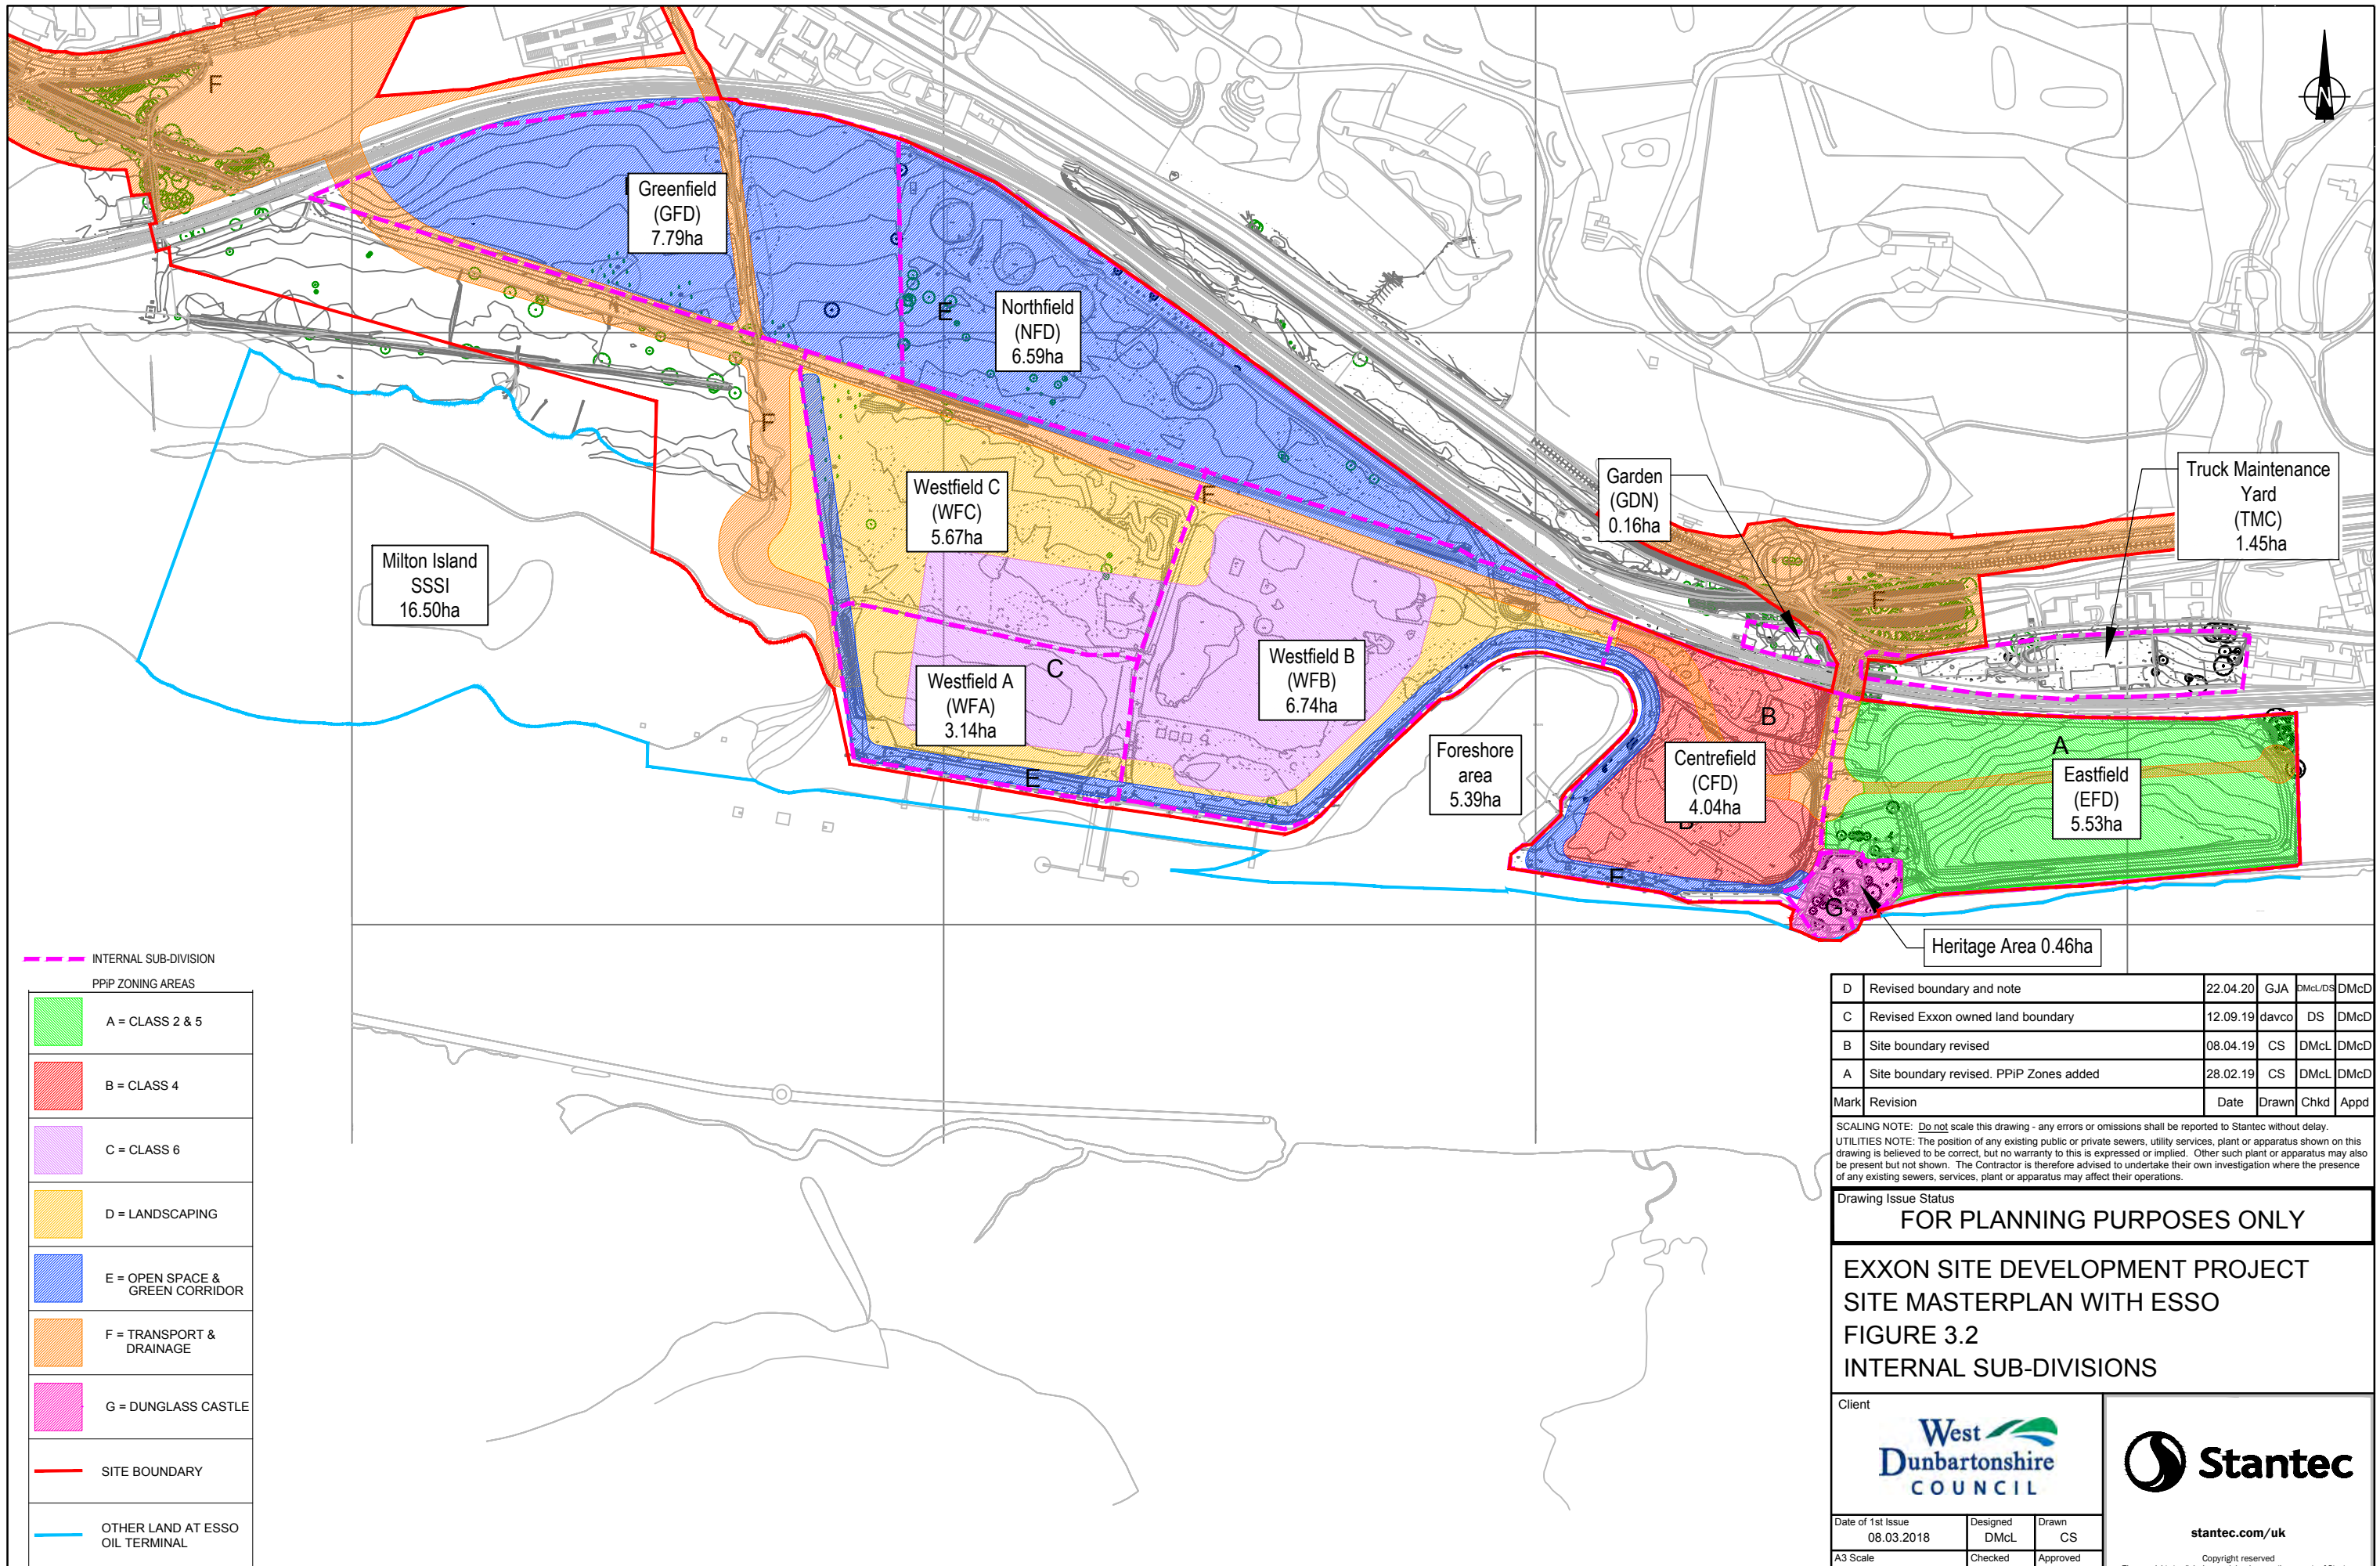 F
N
Greenfield
(GFD)
7.79ha
Northfield
(NFD)
6.59ha
E
F
Westfield C
(WFC)
5.67ha
F
Garden
(GDN)
0.16ha
Truck Maintenance
Yard
(TMC)
1.45ha
Milton Island
SSSI
16.50ha
F
C
Westfield A
(WFA)
3.14ha
Westfield B
(WFB)
6.74ha
E
Foreshore
area
5.39ha
B
Centrefield
(CFD)
4.04ha
A
Eastfield
(EFD)
5.53ha
G
Heritage Area 0.46ha
INTERNAL SUB-DIVISION
PPiP ZONING AREAS
A = CLASS 2 & 5
B = CLASS 4
C = CLASS 6
D = LANDSCAPING
E = OPEN SPACE &
GREEN CORRIDOR
F = TRANSPORT &
DRAINAGE
G = DUNGLASS CASTLE
SITE BOUNDARY
OTHER LAND AT ESSO
OIL TERMINAL
D Revised boundary and note 22.04.20 GJA DMcL/DS DMcD
C Revised Exxon owned land boundary 12.09.19 davco DS DMcD
B Site boundary revised 08.04.19 CS DMcL DMcD
A Site boundary revised. PPiP Zones added 28.02.19 CS DMcL DMcD
Mark Revision Date Drawn Chkd Appd
SCALING NOTE: Do not scale this drawing - any errors or omissions shall be reported to Stantec without delay.
UTILITIES NOTE: The position of any existing public or private sewers, utility services, plant or apparatus shown on this
drawing is believed to be correct, but no warranty to this is expressed or implied. Other such plant or apparatus may also
be present but not shown. The Contractor is therefore advised to undertake their own investigation where the presence
of any existing sewers, services, plant or apparatus may affect their operations.
Drawing Issue Status
FOR PLANNING PURPOSES ONLY
EXXON SITE DEVELOPMENT PROJECT
SITE MASTERPLAN WITH ESSO
FIGURE 3.2
INTERNAL SUB-DIVISIONS
Client
West
Dunbartonshire
COUNCIL
Stantec
stantec.com/uk
Copyright reserved
Date of 1st Issue Designed Drawn
08.03.2018 DMcL CS
A3 Scale Checked Approved